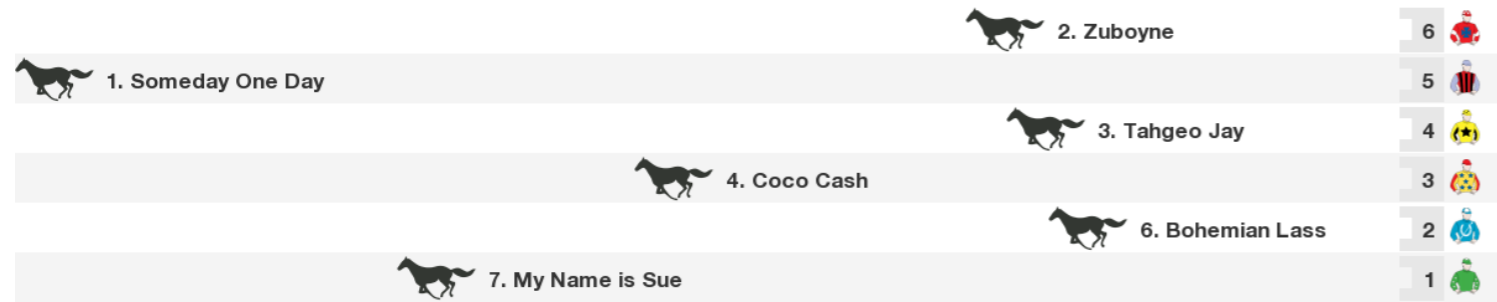 2. Zuboyne 6
1. Someday One Day 5
3. Tahgeo Jay 4
4. Coco Cash 3
6. Bohemian Lass 2
7. My Name is Sue 1